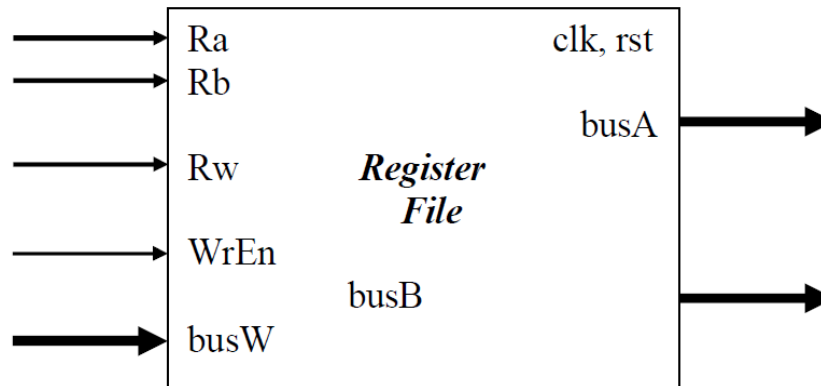 Ra
clk, rst
Rb
busA
Rw
Register
File
WrEn
busB
busW